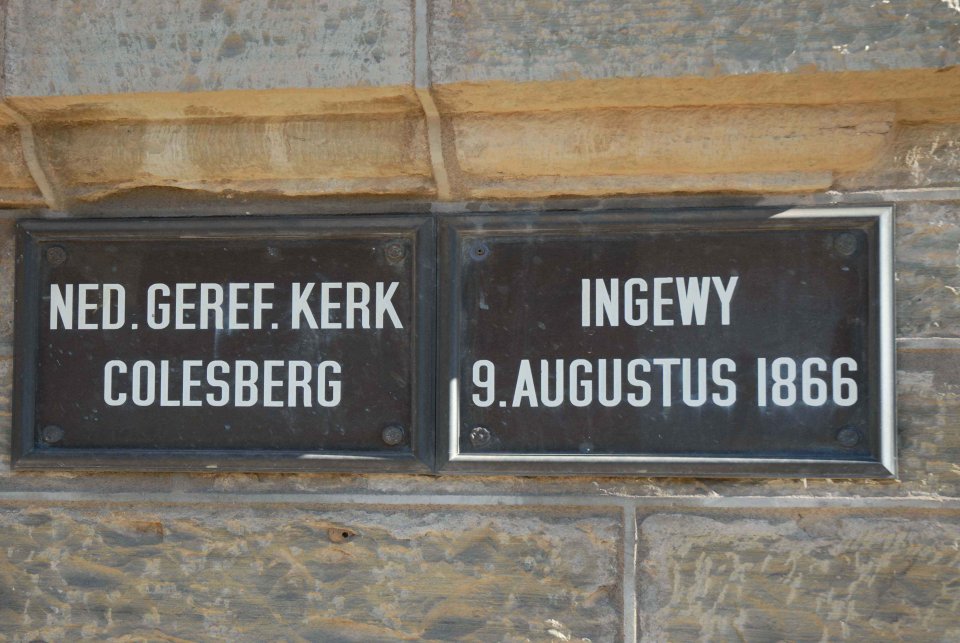 NED. GEREF. KERK
COLESBERG
INGEWY
9. AUGUSTUS 1866